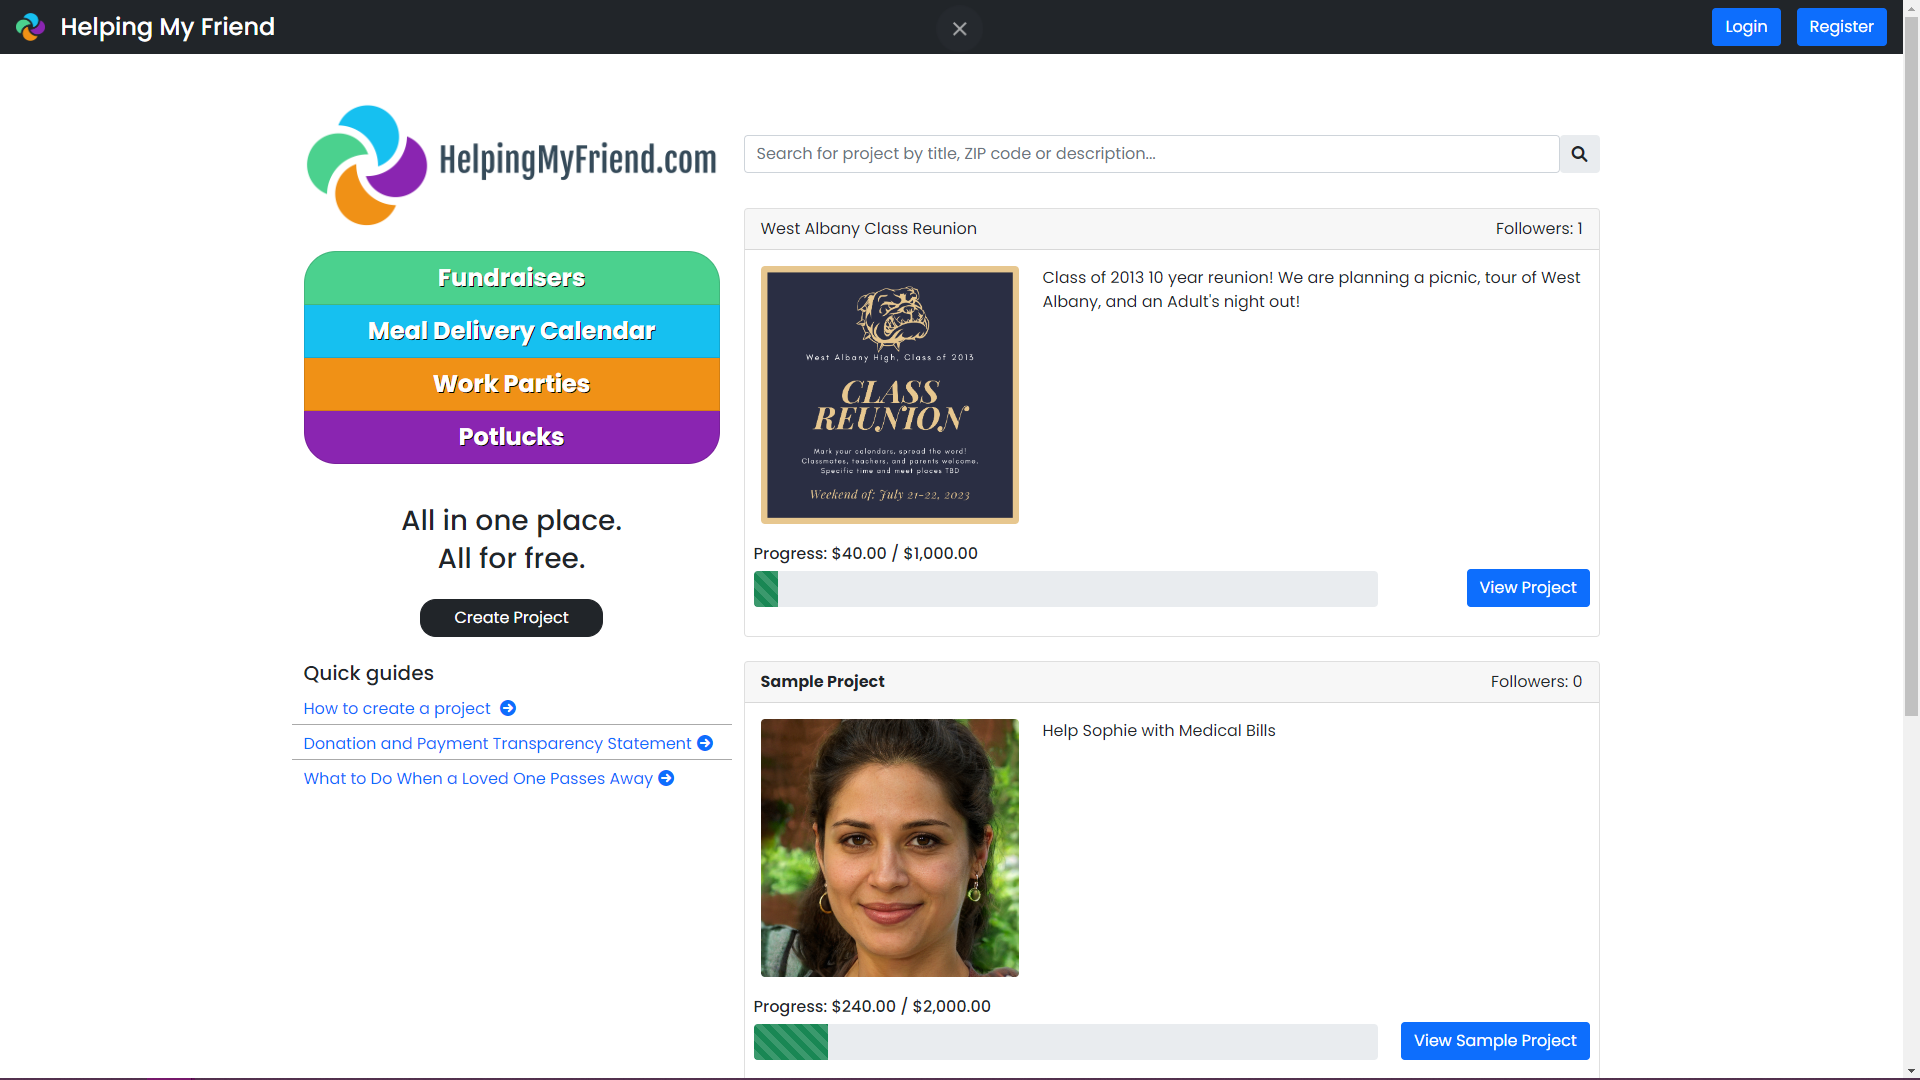 Helping My Friend
Login
Register
HelpingMyFriend.com
Fundraisers
Meal Delivery Calendar
Work Parties
Potlucks
All in one place.
All for free.
Create Project
Quick guides
How to create a project
Donation and Payment Transparency Statement
What to Do When a Loved One Passes Away
Search for project by title, ZIP code or description...
West Albany Class Reunion
Followers: 1
West Albany High, Class of 2013
CLASS
REUNION
Mark your calendars, spread the word!
Classmates, teachers, and parents welcome.
Specific time and meet places TBD
Weekend of: July 21-22, 2023
Class of 2013 10 year reunion! We are planning a picnic, tour of West
Albany, and an Adult's night out!
Progress: $40.00 / $1,000.00
View Project
Sample Project
Followers: 0
Help Sophie with Medical Bills
Progress: $240.00 / $2,000.00
View Sample Project